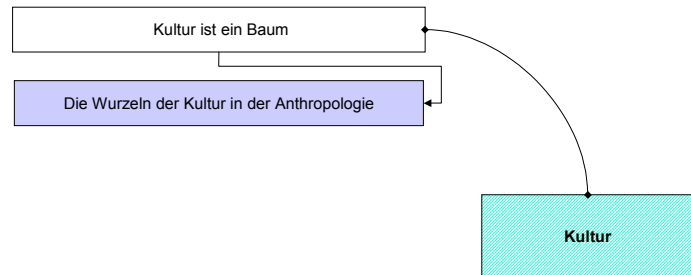 Kultur ist ein Baum
Die Wurzeln der Kultur in der Anthropologie
Kultur